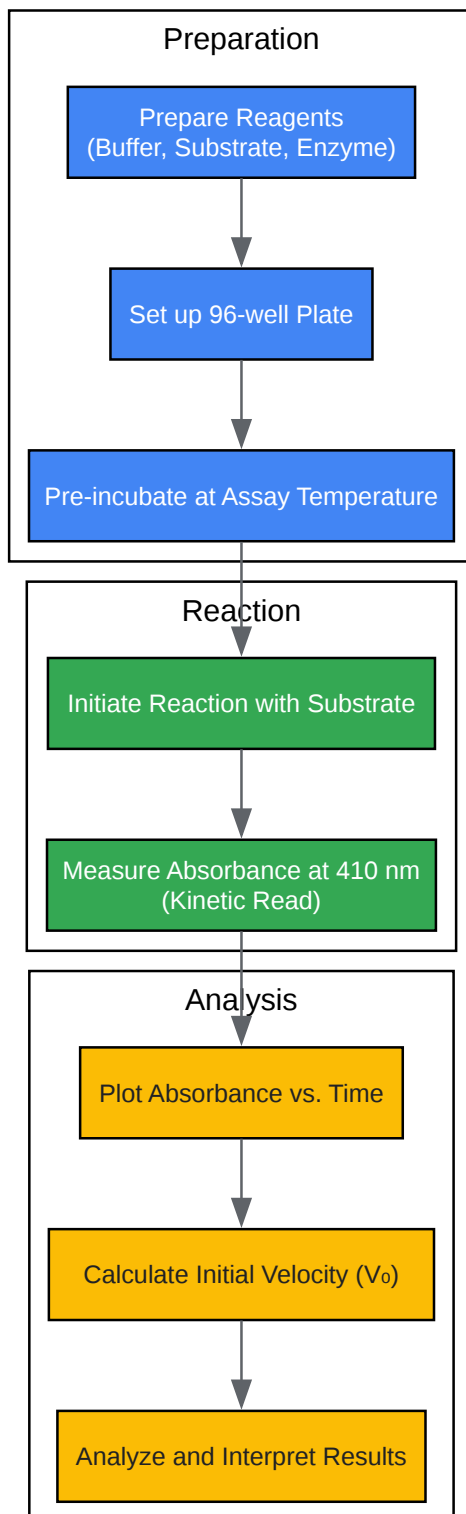 Preparation
Prepare Reagents
(Buffer, Substrate, Enzyme)
Set up 96-well Plate
Pre-incubate at Assay Temperature
Reaction
Initiate Reaction with Substrate
Measure Absorbance at 410 nm
(Kinetic Read)
Analysis
Plot Absorbance vs. Time
Calculate Initial Velocity (V₀)
Analyze and Interpret Results